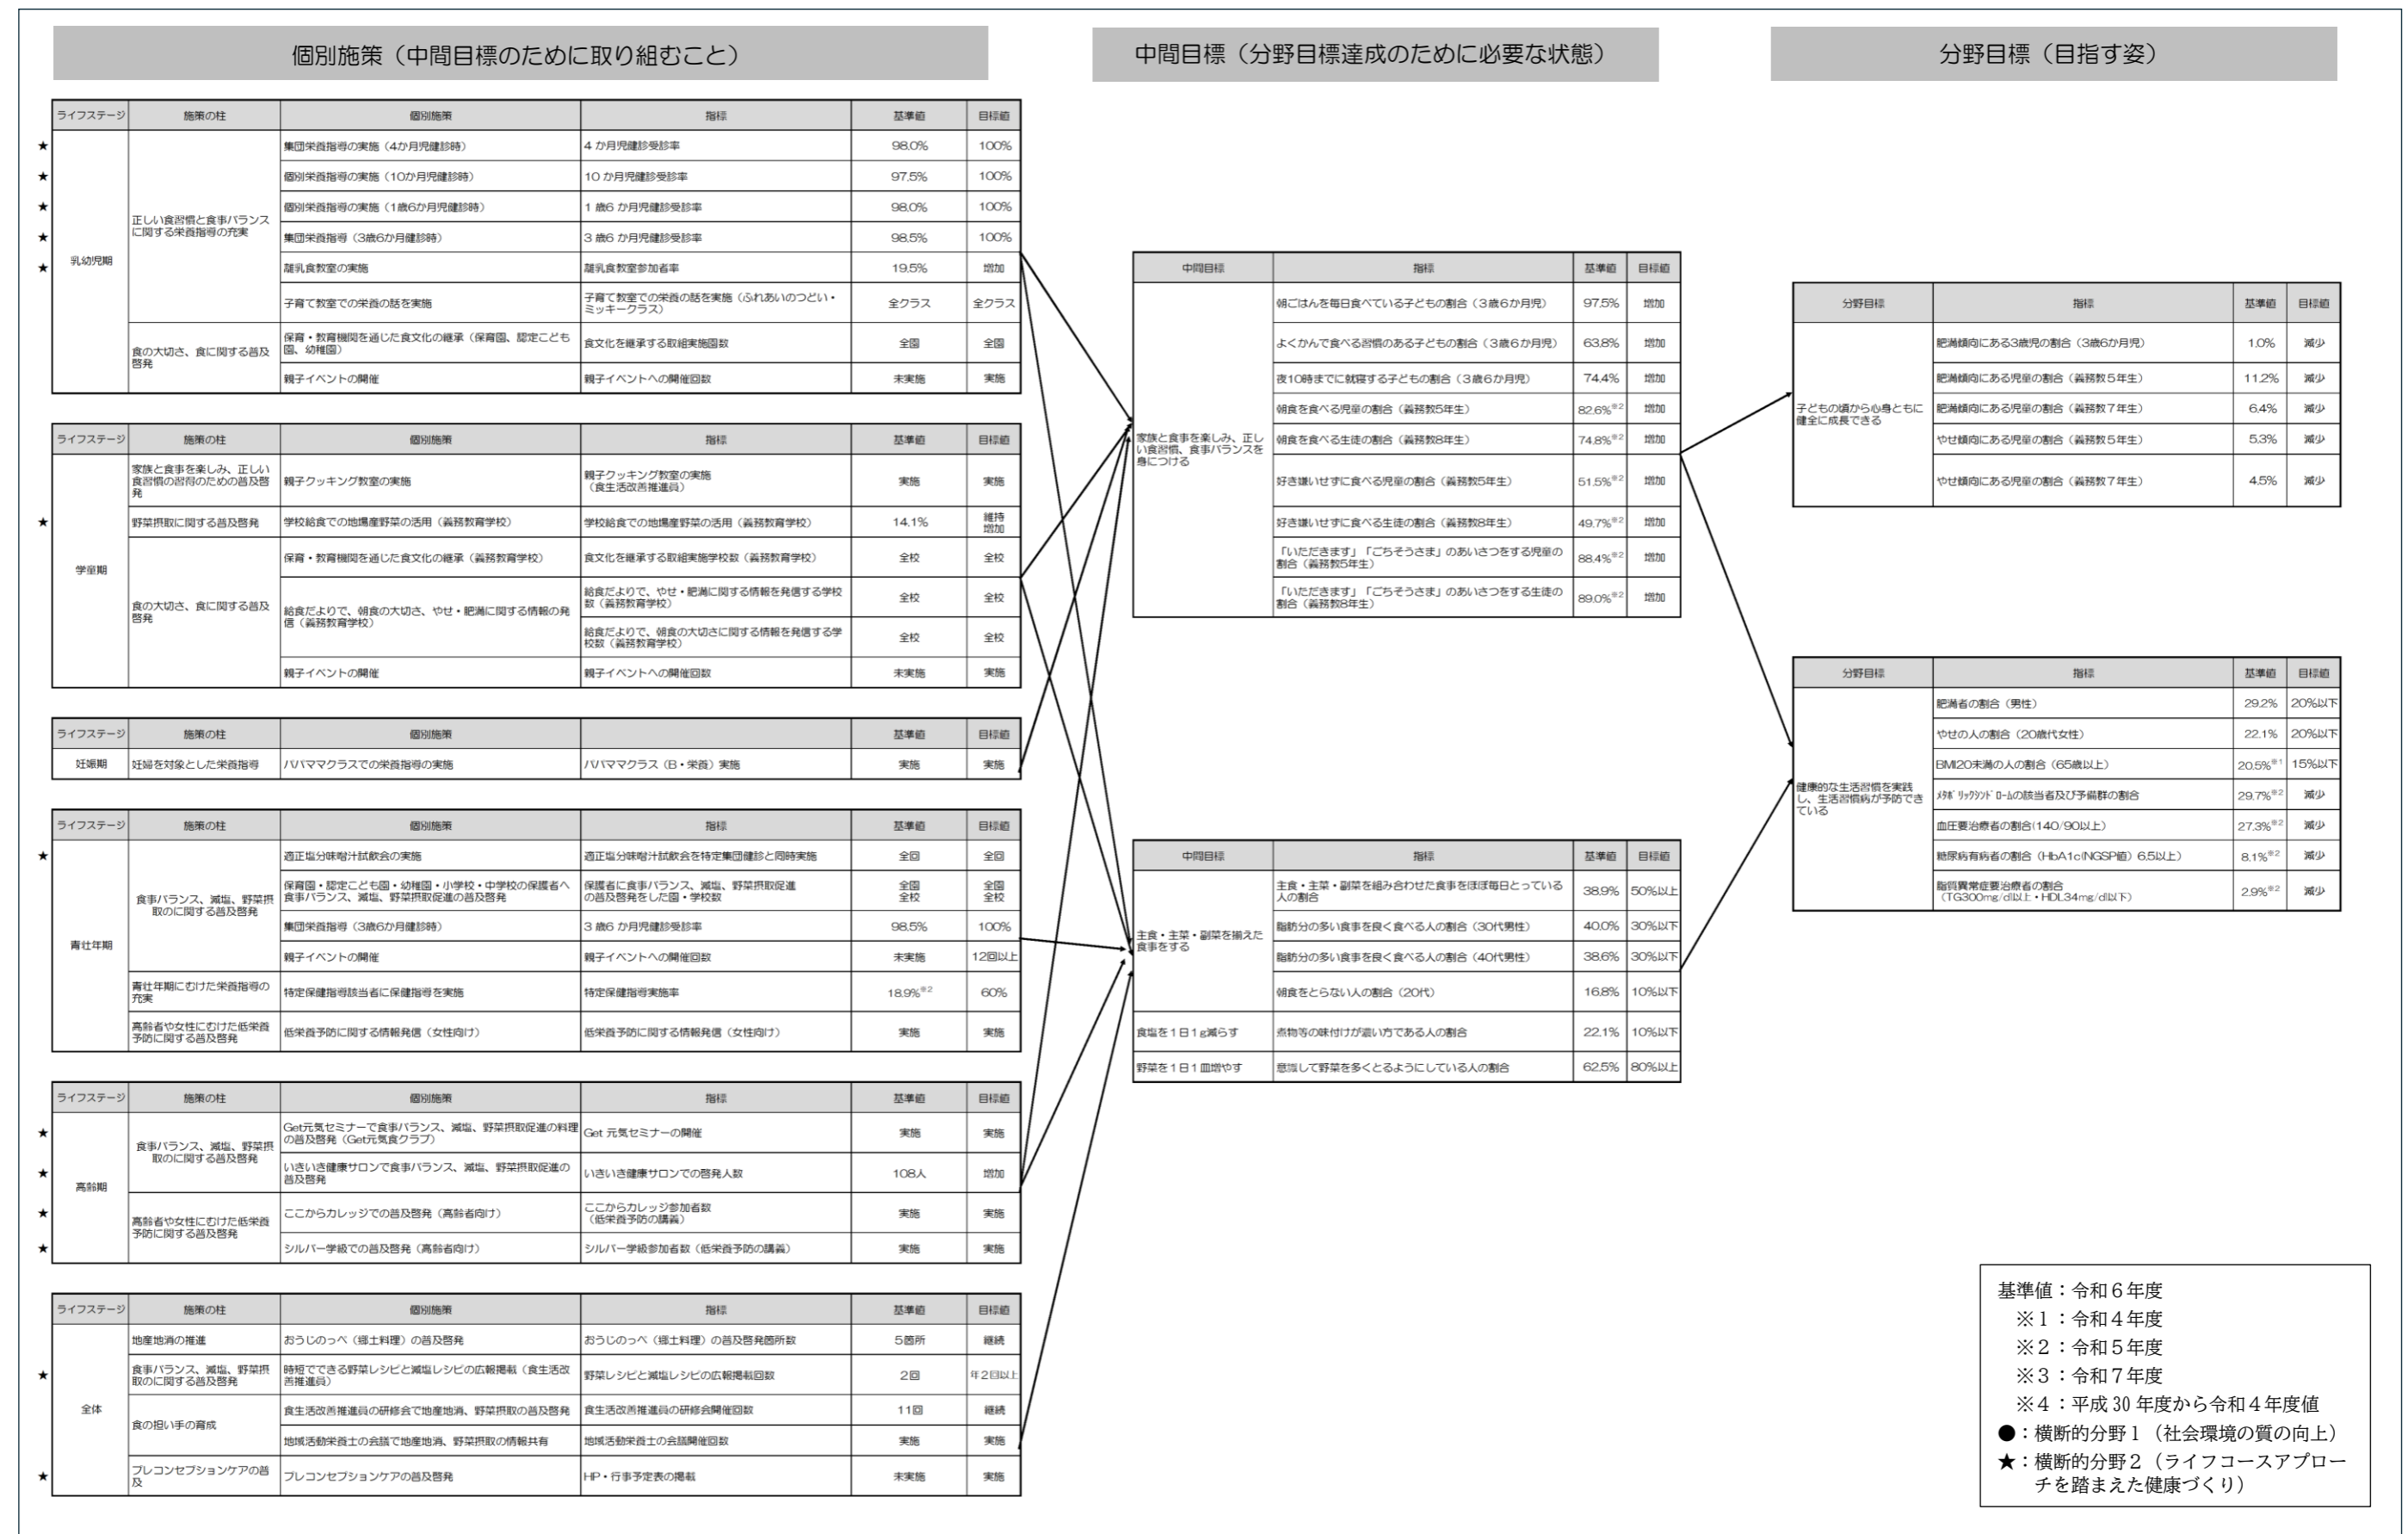 個別施策（中間目標のために取り組むこと）
中間目標（分野目標達成のために必要な状態）
分野目標（目指す姿）
ライフステージ 施策の柱 個別施策 指標 基準値 目標値
乳幼児期
正しい食習慣と食事バランス
に関する栄養指導の充実
★ 集団栄養指導の実施（4か月児健診時） 4 か月児健診受診率 98.0% 100%
★ 個別栄養指導の実施（10か月児健診時） 10 か月児健診受診率 97.5% 100%
★ 個別栄養指導の実施（1歳6か月児健診時） 1 歳6 か月児健診受診率 98.0% 100%
★ 集団栄養指導（3歳6か月健診時） 3 歳6 か月児健診受診率 98.5% 100%
★ 離乳食教室の実施 離乳食教室参加者率 19.5% 増加
子育て教室での栄養の話を実施 子育て教室での栄養の話を実施（ふれあいのつどい・
ミッキークラス） 全クラス 全クラス
食の大切さ、食に関する普及
啓発
保育・教育機関を通じた食文化の継承（保育園、認定こども
園、幼稚園） 食文化を継承する取組実施園数 全園 全園
親子イベントの開催 親子イベントへの開催回数 未実施 実施
ライフステージ 施策の柱 個別施策 指標 基準値 目標値
学童期
家族と食事を楽しみ、正しい
食習慣の習得のための普及啓
発
親子クッキング教室の実施 親子クッキング教室の実施
（食生活改善推進員） 実施 実施
★ 野菜摂取に関する普及啓発 学校給食での地場産野菜の活用（義務教育学校） 学校給食での地場産野菜の活用（義務教育学校） 14.1% 維持
増加
食の大切さ、食に関する普及
啓発
保育・教育機関を通じた食文化の継承（義務教育学校） 食文化を継承する取組実施学校数（義務教育学校） 全校 全校
給食だよりで、朝食の大切さ、やせ・肥満に関する情報の発
信（義務教育学校）
給食だよりで、やせ・肥満に関する情報を発信する学校
数（義務教育学校） 全校 全校
給食だよりで、朝食の大切さに関する情報を発信する学
校数（義務教育学校） 全校 全校
親子イベントの開催 親子イベントへの開催回数 未実施 実施
ライフステージ 施策の柱 個別施策 基準値 目標値
妊娠期 妊婦を対象とした栄養指導 パパママクラスでの栄養指導の実施 パパママクラス（B・栄養）実施 実施 実施
ライフステージ 施策の柱 個別施策 指標 基準値 目標値
青壮年期
食事バランス、減塩、野菜摂
取のに関する普及啓発
★ 適正塩分味噌汁試飲会の実施 適正塩分味噌汁試飲会を特定集団健診と同時実施 全回 全回
保育園・認定こども園・幼稚園・小学校・中学校の保護者へ
食事バランス、減塩、野菜摂取促進の普及啓発
保護者に食事バランス、減塩、野菜摂取促進
の普及啓発をした園・学校数
全園
全校
全園
全校
集団栄養指導（3歳6か月健診時） 3 歳6 か月児健診受診率 98.5% 100%
親子イベントの開催 親子イベントへの開催回数 未実施 12回以上
青壮年期にむけた栄養指導の
充実
特定保健指導該当者に保健指導を実施 特定保健指導実施率 18.9%※2 60%
高齢者や女性にむけた低栄養
予防に関する普及啓発
低栄養予防に関する情報発信（女性向け） 低栄養予防に関する情報発信（女性向け） 実施 実施
ライフステージ 施策の柱 個別施策 指標 基準値 目標値
高齢期
食事バランス、減塩、野菜摂
取のに関する普及啓発
★ Get元気セミナーで食事バランス、減塩、野菜摂取促進の料理
の普及啓発（Get元気食クラブ） Get 元気セミナーの開催 実施 実施
★ いきいき健康サロンで食事バランス、減塩、野菜摂取促進の
普及啓発 いきいき健康サロンでの啓発人数 108人 増加
高齢者や女性にむけた低栄養
予防に関する普及啓発
★ ここからカレッジでの普及啓発（高齢者向け） ここからカレッジ参加者数
（低栄養予防の講義） 実施 実施
★ シルバー学級での普及啓発（高齢者向け） シルバー学級参加者数（低栄養予防の講義） 実施 実施
ライフステージ 施策の柱 個別施策 指標 基準値 目標値
全体
地産地消の推進 おうじのっぺ（郷土料理）の普及啓発 おうじのっぺ（郷土料理）の普及啓発箇所数 5箇所 継続
★ 食事バランス、減塩、野菜摂
取のに関する普及啓発
時短でできる野菜レシピと減塩レシピの広報掲載（食生活改
善推進員） 野菜レシピと減塩レシピの広報掲載回数 2回 年2回以上
食の担い手の育成
食生活改善推進員の研修会で地産地消、野菜摂取の普及啓発 食生活改善推進員の研修会開催回数 11回 継続
地域活動栄養士の会議で地産地消、野菜摂取の情報共有 地域活動栄養士の会議開催回数 実施 実施
★ プレコンセプションケアの普
及
プレコンセプションケアの普及啓発 HP・行事予定表の掲載 未実施 実施
中間目標 指標 基準値 目標値
家族と食事を楽しみ、正し
い食習慣、食事バランスを
身につける
朝ごはんを毎日食べている子どもの割合（3歳6か月児） 97.5% 増加
よくかんで食べる習慣のある子どもの割合（3歳6か月児） 63.8% 増加
夜10時までに就寝する子どもの割合（3歳6か月児） 74.4% 増加
朝食を食べる児童の割合（義務教5年生） 82.6%※2 増加
朝食を食べる生徒の割合（義務教8年生） 74.8%※2 増加
好き嫌いせずに食べる児童の割合（義務教5年生） 51.5%※2 増加
好き嫌いせずに食べる生徒の割合（義務教8年生） 49.7%※2 増加
「いただきます」「ごちそうさま」のあいさつをする児童の
割合（義務教5年生） 88.4%※2 増加
「いただきます」「ごちそうさま」のあいさつをする生徒の
割合（義務教8年生） 89.0%※2 増加
中間目標 指標 基準値 目標値
主食・主菜・副菜を揃えた
食事をする
主食・主菜・副菜を組み合わせた食事をほぼ毎日とっている
人の割合 38.9% 50%以上
脂肪分の多い食事を良く食べる人の割合（30代男性） 40.0% 30%以下
脂肪分の多い食事を良く食べる人の割合（40代男性） 38.6% 30%以下
朝食をとらない人の割合（20代） 16.8% 10%以下
食塩を1日1g減らす 煮物等の味付けが濃い方である人の割合 22.1% 10%以下
野菜を1日1皿増やす 意識して野菜を多くとるようにしている人の割合 62.5% 80%以上
分野目標 指標 基準値 目標値
子どもの頃から心身ともに
健全に成長できる
肥満傾向にある3歳児の割合（3歳6か月児） 1.0% 減少
肥満傾向にある児童の割合（義務教5年生） 11.2% 減少
肥満傾向にある児童の割合（義務教7年生） 6.4% 減少
やせ傾向にある児童の割合（義務教5年生） 5.3% 減少
やせ傾向にある児童の割合（義務教7年生） 4.5% 減少
分野目標 指標 基準値 目標値
健康的な生活習慣を実践
し、生活習慣病が予防でき
ている
肥満者の割合（男性） 29.2% 20%以下
やせの人の割合（20歳代女性） 22.1% 20%以下
BMI20未満の人の割合（65歳以上） 20.5%※1 15%以下
ﾒﾀﾎﾞﾘｯｸｼﾝﾄﾞﾛｰﾑの該当者及び予備群の割合 29.7%※2 減少
血圧要治療者の割合(140/90以上） 27.3%※2 減少
糖尿病有病者の割合（HbA1c(NGSP値）6.5以上） 8.1%※2 減少
脂質異常症要治療者の割合
（TG300mg/dl以上・HDL34mg/dl以下） 2.9%※2 減少
基準値：令和６年度
※１：令和４年度
※２：令和５年度
※３：令和７年度
※４：平成 30 年度から令和４年度値
●：横断的分野１（社会環境の質の向上）
★：横断的分野２（ライフコースアプロー
チを踏まえた健康づくり）